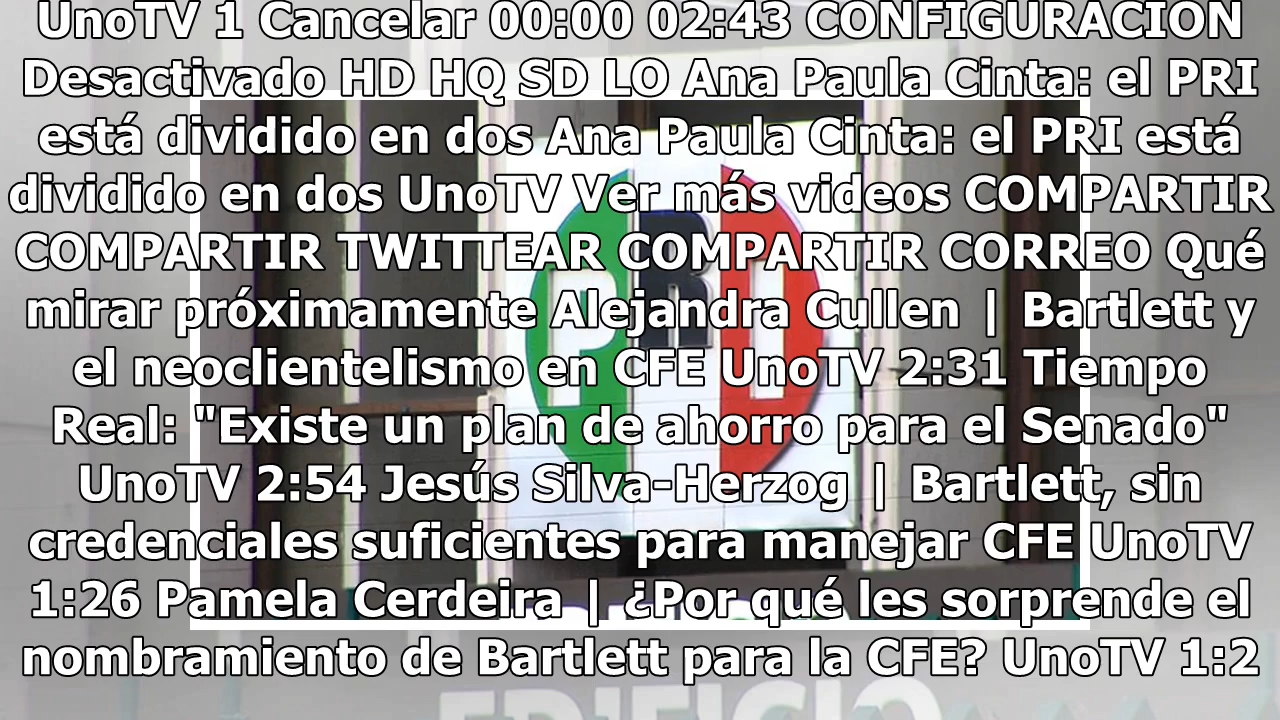 UnoTV 1 Cancelar 00:00 02:43 CONFIGURACIÓN
Desactivado HD HQ SD LO Ana Paula Cinta: el PRI
está dividido en dos Ana Paula Cinta: el PRI está
dividido en dos UnoTV Ver más videos COMPARTIR
COMPARTIR TWITTEAR COMPARTIR CORREO Qué
mirar próximamente Alejandra Cullen | Bartlett y
el neoclientelismo en CFE UnoTV 2:31 Tiempo
Real: "Existe un plan de ahorro para el Senado"
UnoTV 2:54 Jesús Silva-Herzog | Bartlett, sin
credenciales suficientes para manejar CFE UnoTV
1:26 Pamela Cerdeira | ¿Por qué les sorprende el
nombramiento de Bartlett para la CFE? UnoTV 1:2
PRI
EDIFICIO